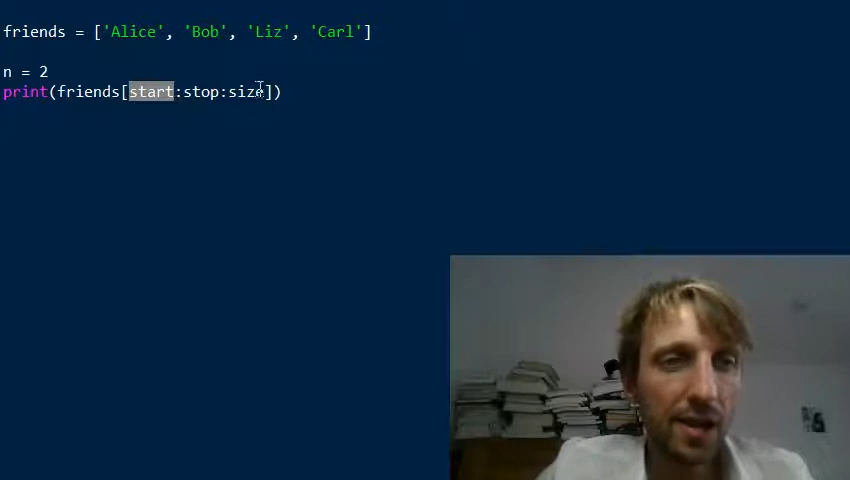 friends = ['Alice', 'Bob', 'Liz', 'Carl']
n = 2
print(friends[start:stop:size])